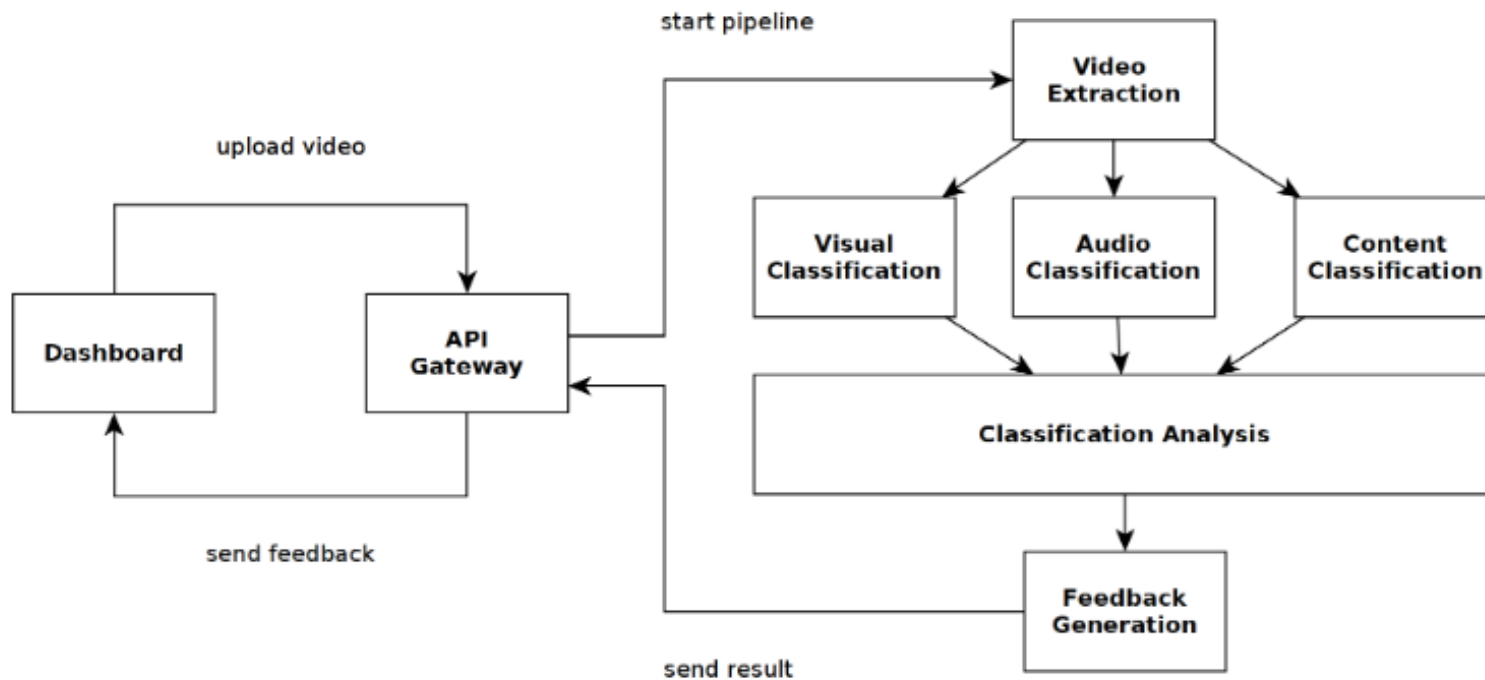 start pipeline
Video
Extraction
upload video
Visual
Classification
Audio
Classification
Content
Classification
Dashboard
API
Gateway
Classification Analysis
send feedback
Feedback
Generation
send result